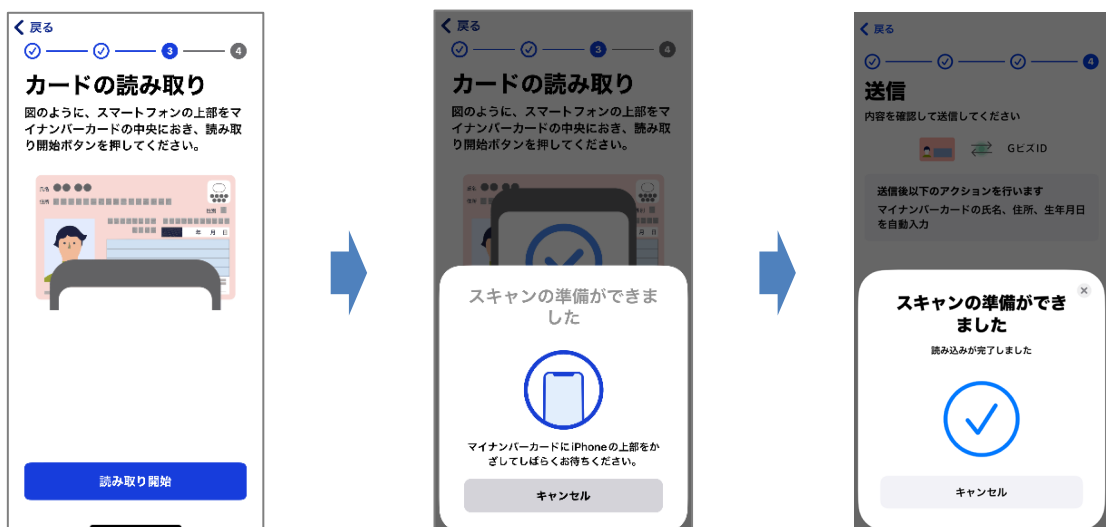 戻る
3
4
カードの読み取り
図のように、スマートフォンの上部をマ
イナンバーカードの中央におき、読み取
り開始ボタンを押してください。
氏名
住所
性別
年 月 日
読み取り開始
戻る
3
4
カードの読み取り
図のように、スマートフォンの上部をマ
イナンバーカードの中央におき、読み取
り開始ボタンを押してください。
スキャンの準備ができま
した
マイナンバーカードにiPhoneの上部をか
ざしてしばらくお待ちください。
キャンセル
戻る
4
送信
内容を確認して送信してください
GビズID
送信後以下のアクションを行います
マイナンバーカードの氏名、住所、生年月日
を自動入力
スキャンの準備ができ
ました
読み込みが完了しました
キャンセル